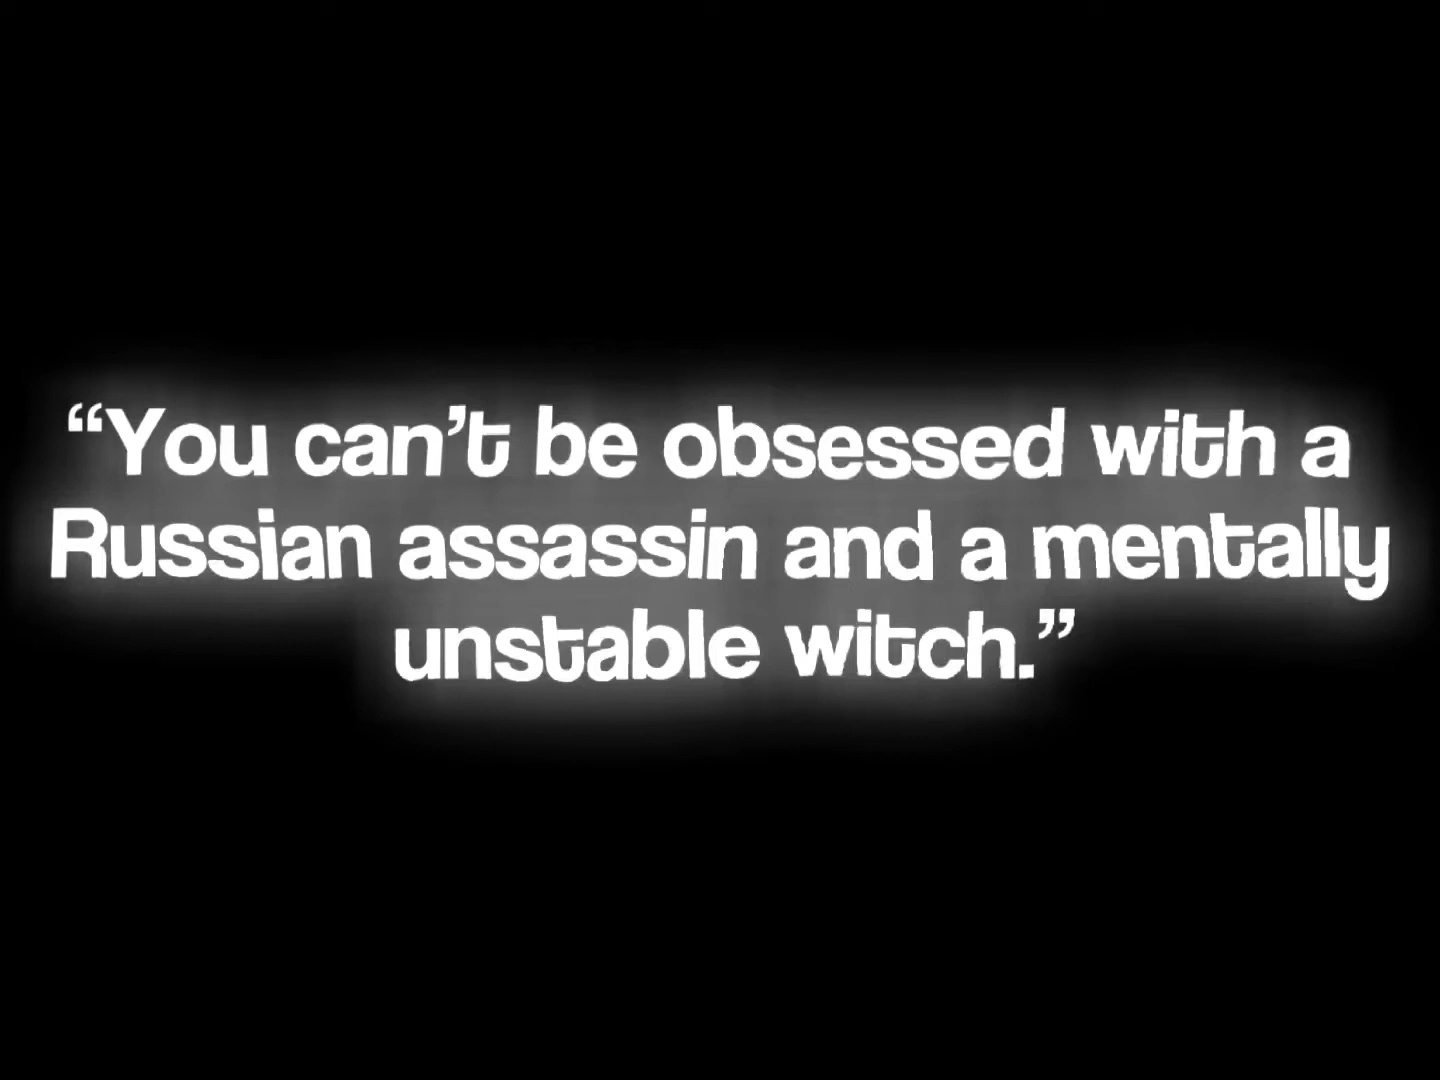 “You can’t be obsessed with a
Russian assassin and a mentally
unstable witch.”